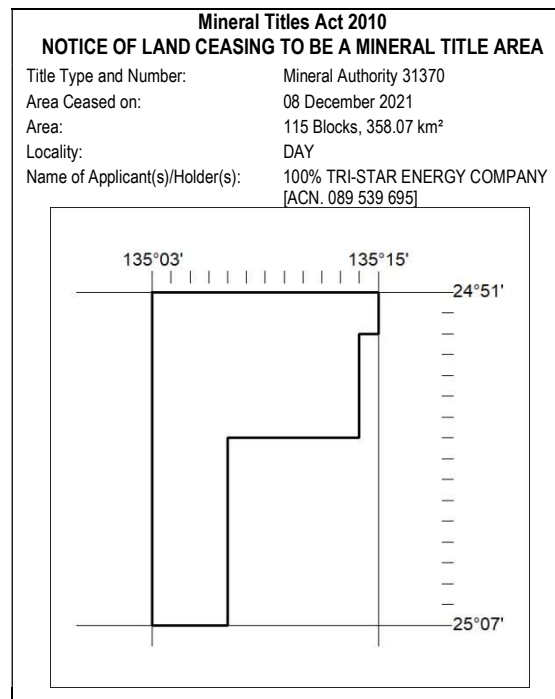 Mineral Titles Act 2010
NOTICE OF LAND CEASING TO BE A MINERAL TITLE AREA
Title Type and Number: Mineral Authority 31370
Area Ceased on: 08 December 2021
Area: 115 Blocks, 358.07 km²
Locality: DAY
Name of Applicant(s)/Holder(s): 100% TRI-STAR ENERGY COMPANY
[ACN. 089 539 695]
135°03' 135°15'
24°51'
25°07'